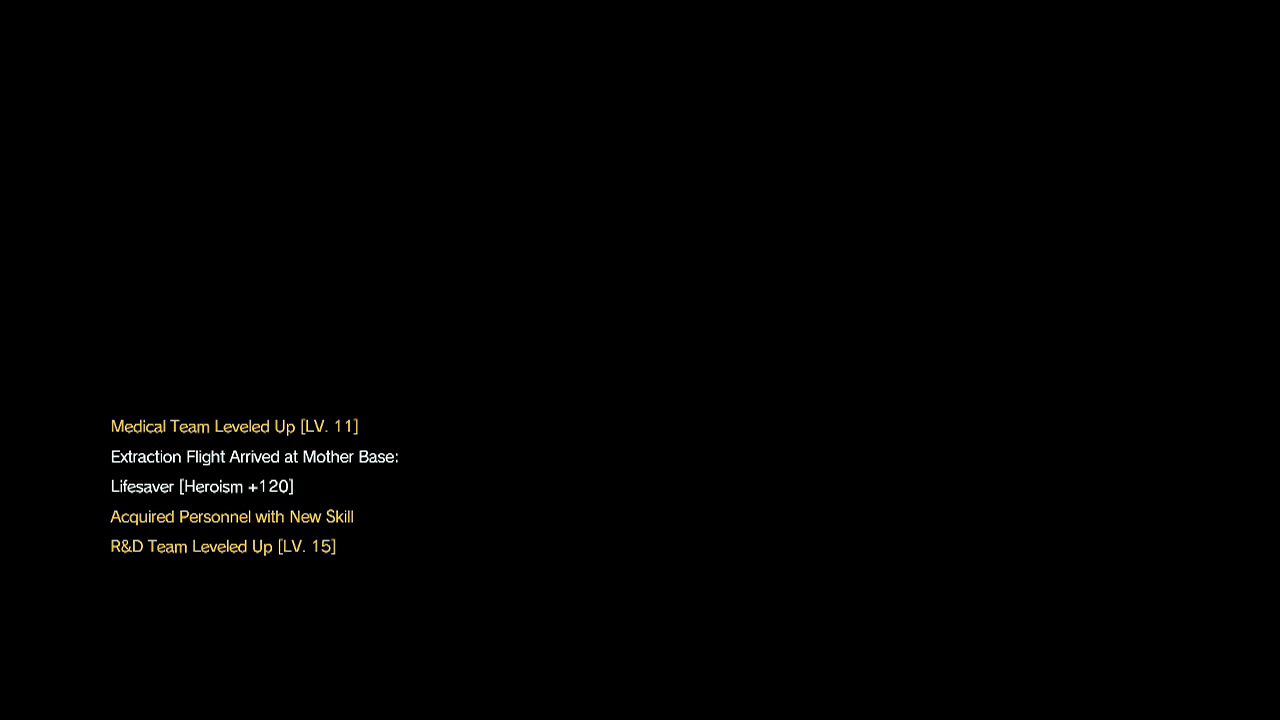 Medical Team Leveled Up [LV. 11]
Extraction Flight Arrived at Mother Base:
Lifesaver [Heroism +120]
Acquired Personnel with New Skill
R&D Team Leveled Up [LV. 15]